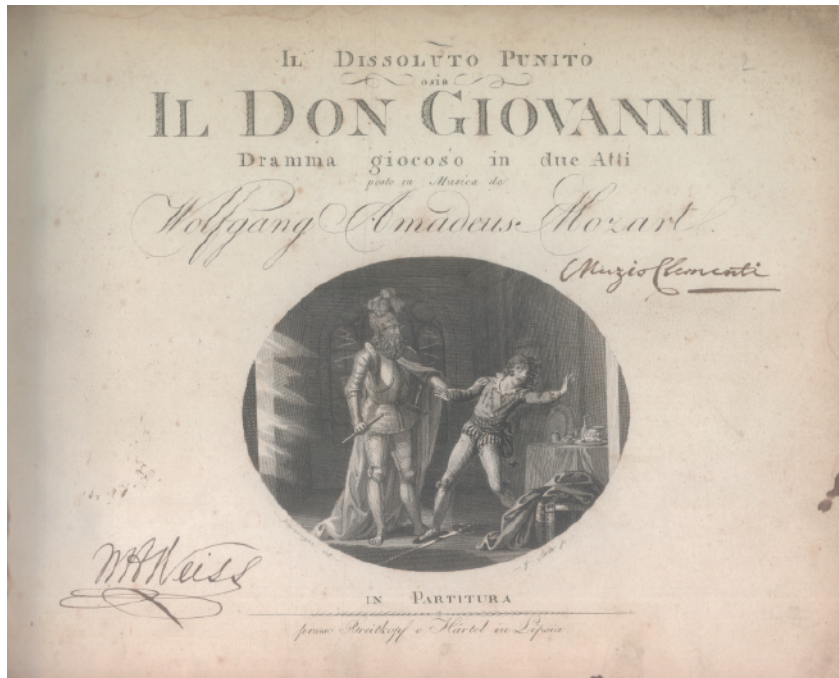 Il Dissoluto Punito
osia
Il Don Giovanni
Dramma giocoso in due Atti
posto in Musica da
Wolfgang Amadeus Mozart
Muzio Clementi
W H Weiss
in Partitura
presso Breitkopf e Härtel in Lipsia